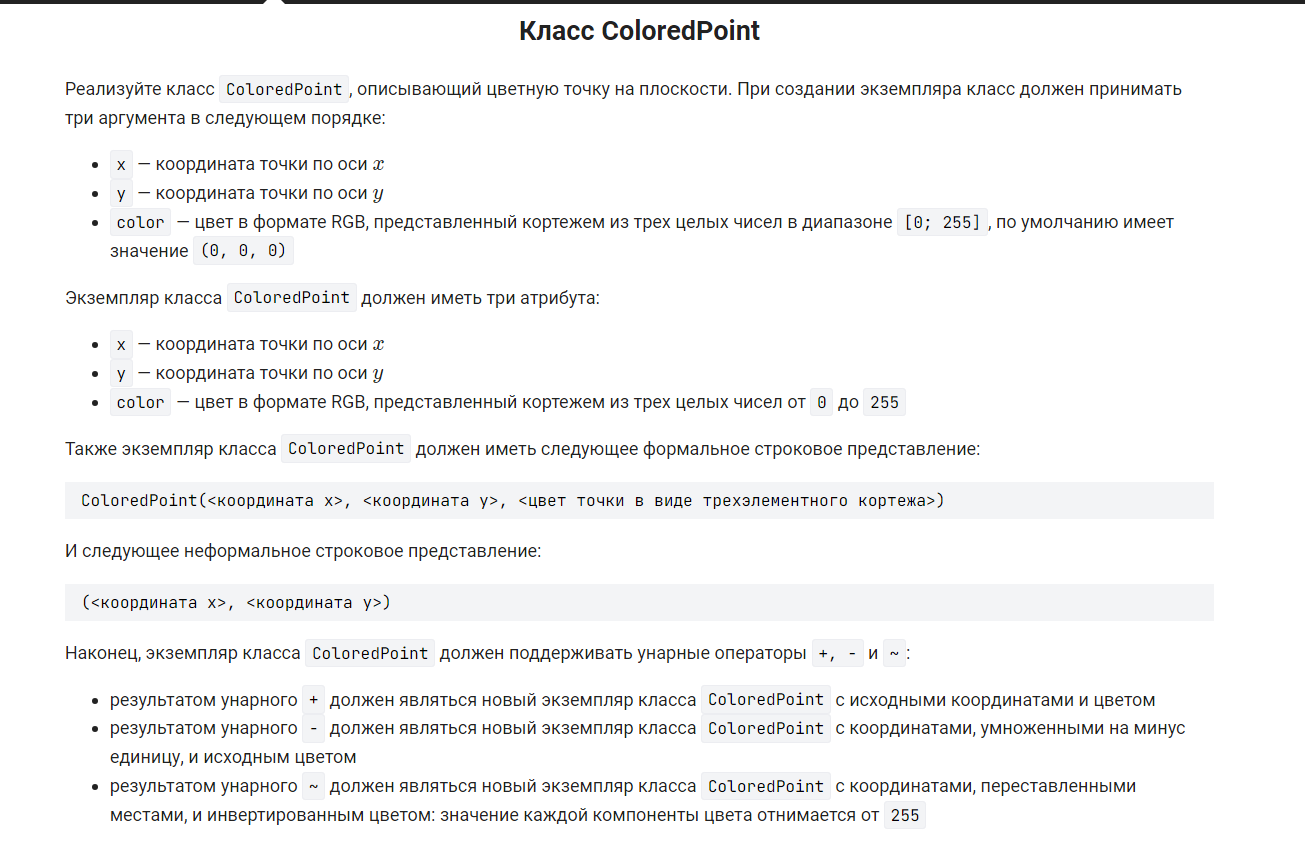 Класс ColoredPoint
Реализуйте класс ColoredPoint, описывающий цветную точку на плоскости. При создании экземпляра класс должен принимать
три аргумента в следующем порядке:
x — координата точки по оси x
y — координата точки по оси y
color — цвет в формате RGB, представленный кортежем из трех целых чисел в диапазоне [0; 255], по умолчанию имеет
значение (0, 0, 0)
Экземпляр класса ColoredPoint должен иметь три атрибута:
x — координата точки по оси x
y — координата точки по оси y
color — цвет в формате RGB, представленный кортежем из трех целых чисел от 0 до 255
Также экземпляр класса ColoredPoint должен иметь следующее формальное строковое представление:
ColoredPoint(<координата x>, <координата y>, <цвет точки в виде трехэлементного кортежа>)
И следующее неформальное строковое представление:
(<координата x>, <координата y>)
Наконец, экземпляр класса ColoredPoint должен поддерживать унарные операторы +, - и ~:
результатом унарного + должен являться новый экземпляр класса ColoredPoint с исходными координатами и цветом
результатом унарного - должен являться новый экземпляр класса ColoredPoint с координатами, умноженными на минус
единицу, и исходным цветом
результатом унарного ~ должен являться новый экземпляр класса ColoredPoint с координатами, переставленными
местами, и инвертированным цветом: значение каждой компоненты цвета отнимается от 255